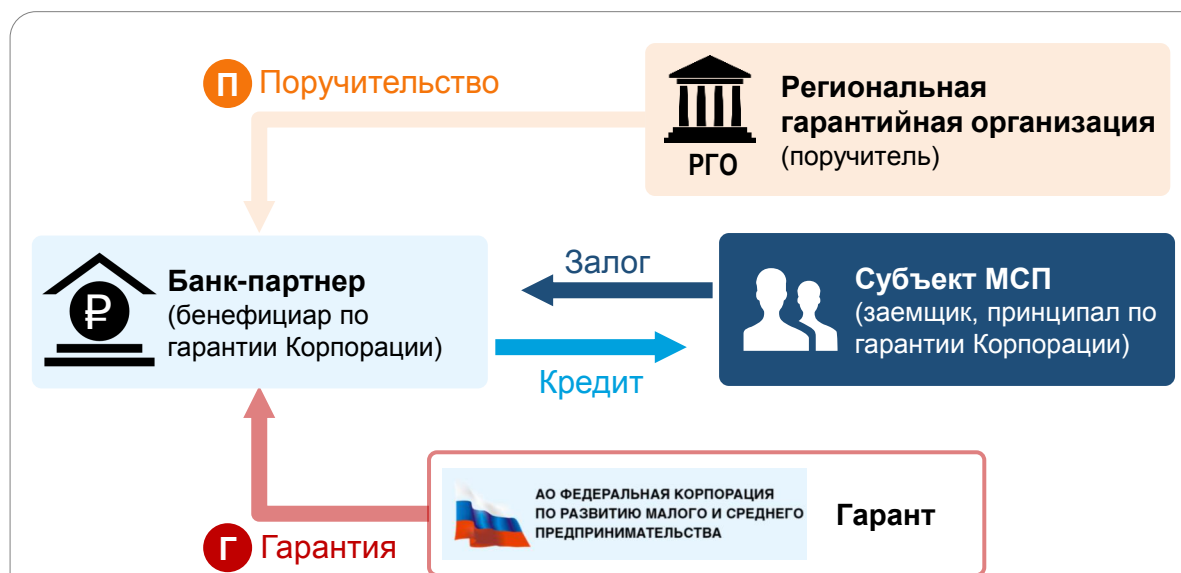 П Поручительство
Региональная
гарантийная организация
(поручитель)
РГО
Банк-партнер
(бенефициар по
гарантии Корпорации)
₽
Залог
Кредит
Субъект МСП
(заемщик, принципал по
гарантии Корпорации)
АО ФЕДЕРАЛЬНАЯ КОРПОРАЦИЯ
ПО РАЗВИТИЮ МАЛОГО И СРЕДНЕГО
ПРЕДПРИНИМАТЕЛЬСТВА
Гарант
Г Гарантия